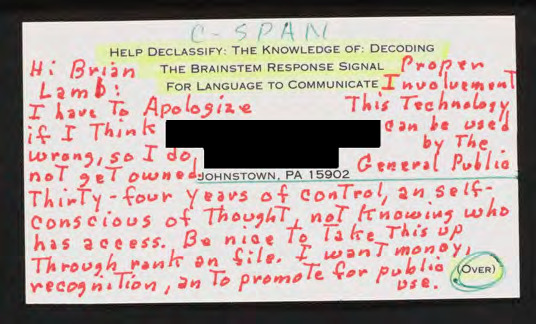 C-SPAN
HELP DECLASSIFY: THE KNOWLEDGE OF: DECODING
THE BRAINSTEM RESPONSE SIGNAL
FOR LANGUAGE TO COMMUNICATE
Hi Brian
Lamb:
I have To Apologize
if I Think
wrong, so I do
noT geT owned
Proper
Involvement
This Technology
can be used
by The
General Public
JOHNSTOWN, PA 15902
ThirTy-four years of conTrol, an self-
conscious of ThoughT, noT Knowing who
has access. Be nice To Take This up
Through rank an file. I wanT money,
recogniTion, an To promoTe for public
use.
(OVER)